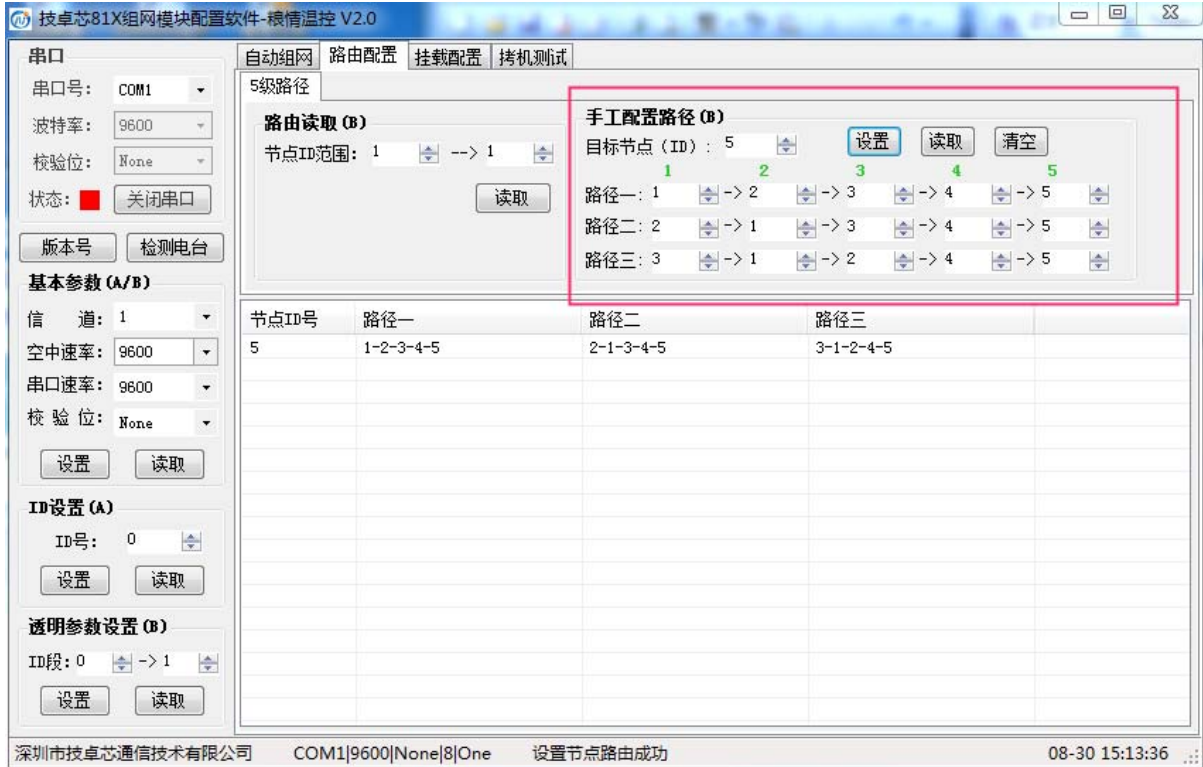 技卓芯81X组网模块配置软件-粮情温控 V2.0
串口
串口号: COM1
波特率: 9600
校验位: None
状态: 关闭串口
版本号 检测电台
基本参数(A/B)
信 道: 1
空中速率: 9600
串口速率: 9600
校 验 位: None
设置 读取
ID设置(A)
ID号: 0
设置 读取
透明参数设置(B)
ID段: 0 -> 1
设置 读取
自动组网 路由配置 挂载配置 拷机测试
5级路径
路由读取(B)
节点ID范围: 1 --> 1
读取
手工配置路径(B)
目标节点(ID): 5 设置 读取 清空
1 2 3 4 5
路径一: 1 -> 2 -> 3 -> 4 -> 5
路径二: 2 -> 1 -> 3 -> 4 -> 5
路径三: 3 -> 1 -> 2 -> 4 -> 5
节点ID号 路径一 路径二 路径三
5 1-2-3-4-5 2-1-3-4-5 3-1-2-4-5
深圳市技卓芯通信技术有限公司 COM1|9600|None|8|One 设置节点路由成功 08-30 15:13:36